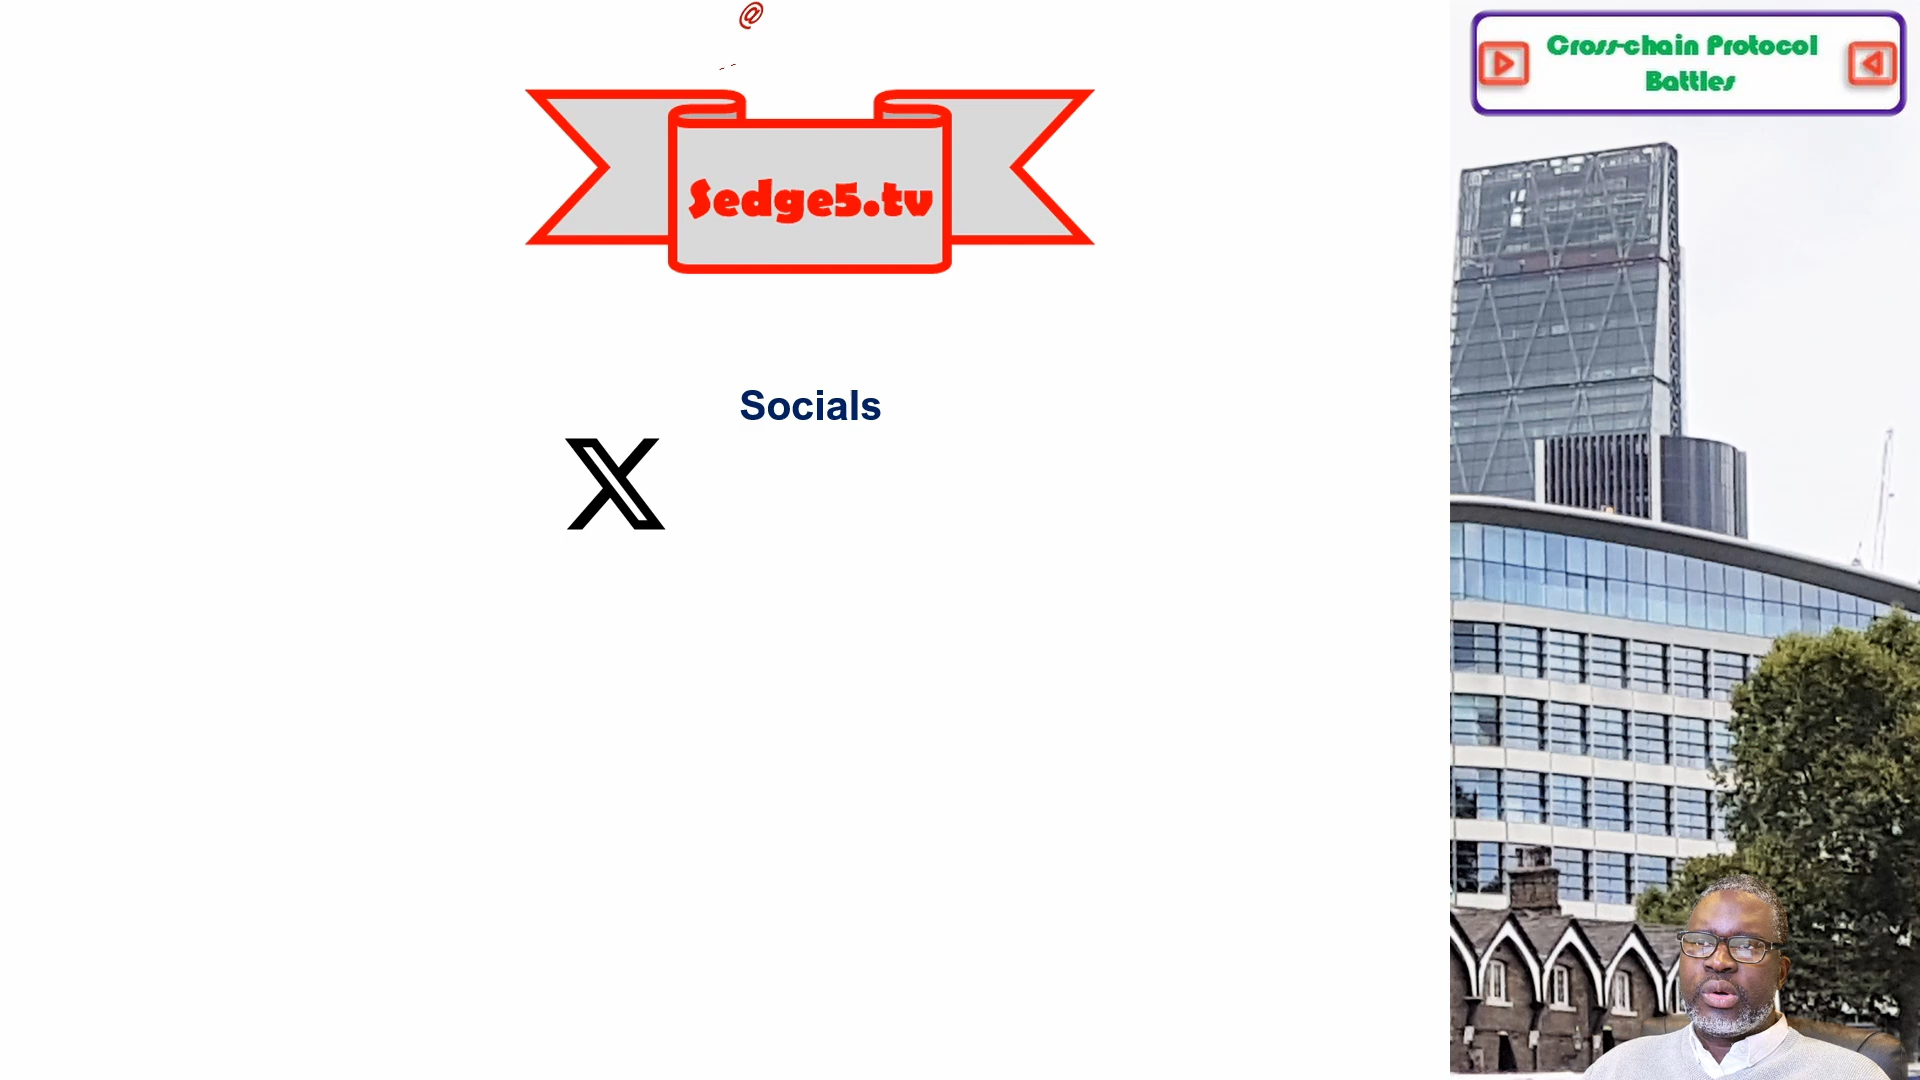 @
Sedge5.tv
Socials
Cross-chain Protocol
Battles